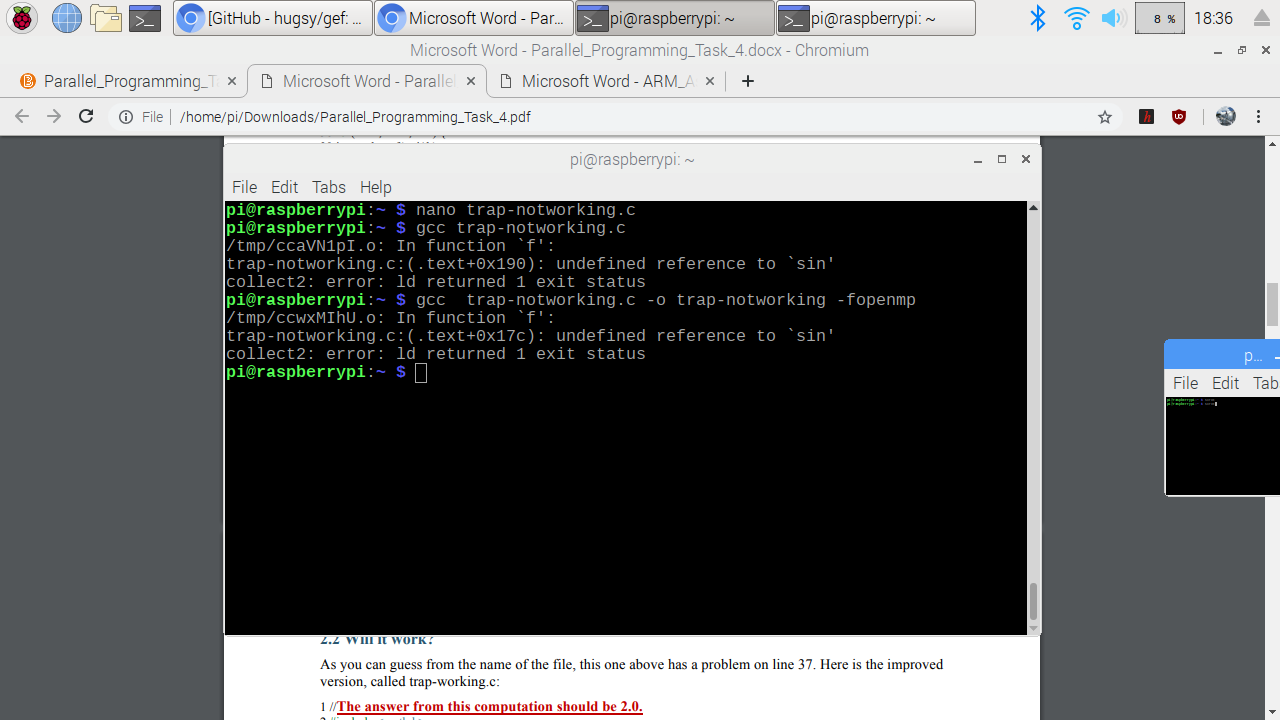 [GitHub - hugsy/gef: ...
Microsoft Word - Par...
pi@raspberrypi: ~
pi@raspberrypi: ~
8 %
18:36
Microsoft Word - Parallel_Programming_Task_4.docx - Chromium
Parallel_Programming_T
Microsoft Word - Parallel
Microsoft Word - ARM_A
File
/home/pi/Downloads/Parallel_Programming_Task_4.pdf
pi@raspberrypi: ~
File Edit Tabs Help
pi@raspberrypi:~ $ nano trap-notworking.c
pi@raspberrypi:~ $ gcc trap-notworking.c
/tmp/ccaVN1pI.o: In function `f':
trap-notworking.c:(.text+0x190): undefined reference to `sin'
collect2: error: ld returned 1 exit status
pi@raspberrypi:~ $ gcc  trap-notworking.c -o trap-notworking -fopenmp
/tmp/ccwxMIhU.o: In function `f':
trap-notworking.c:(.text+0x17c): undefined reference to `sin'
collect2: error: ld returned 1 exit status
pi@raspberrypi:~ $
p...
File Edit Tab
2.2 Will it work?
As you can guess from the name of the file, this one above has a problem on line 37. Here is the improved
version, called trap-working.c:
1 //The answer from this computation should be 2.0.